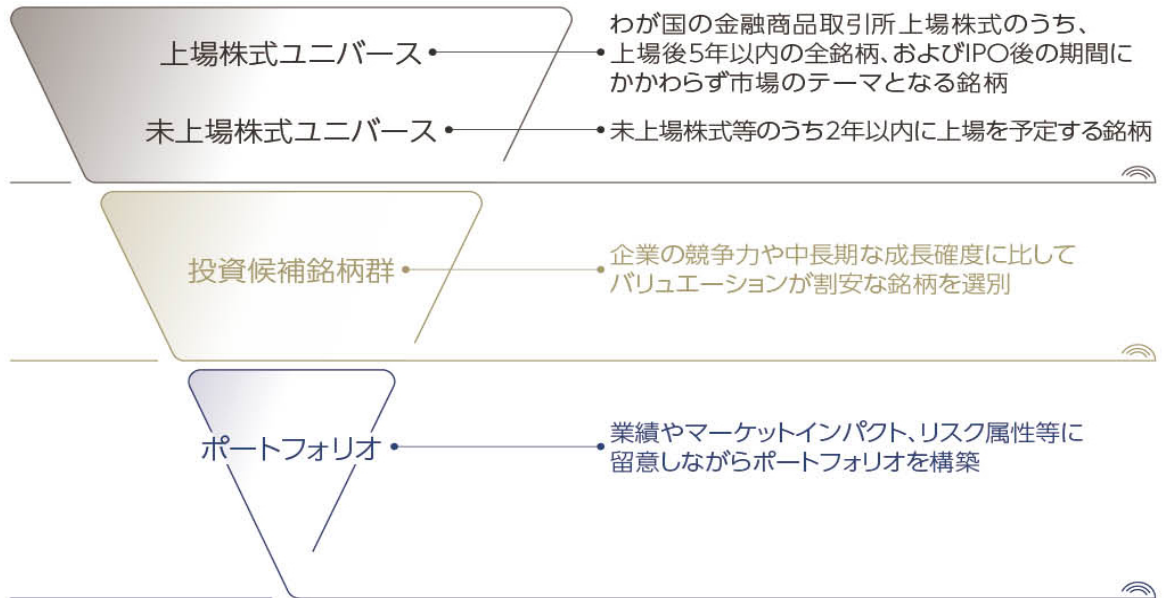 上場株式ユニバース
わが国の金融商品取引所上場株式のうち、
上場後5年以内の全銘柄、およびIPO後の期間に
かかわらず市場のテーマとなる銘柄
未上場株式ユニバース
未上場株式等のうち2年以内に上場を予定する銘柄
投資候補銘柄群
企業の競争力や中長期な成長確度に比して
バリュエーションが割安な銘柄を選別
ポートフォリオ
業績やマーケットインパクト、リスク属性等に
留意しながらポートフォリオを構築